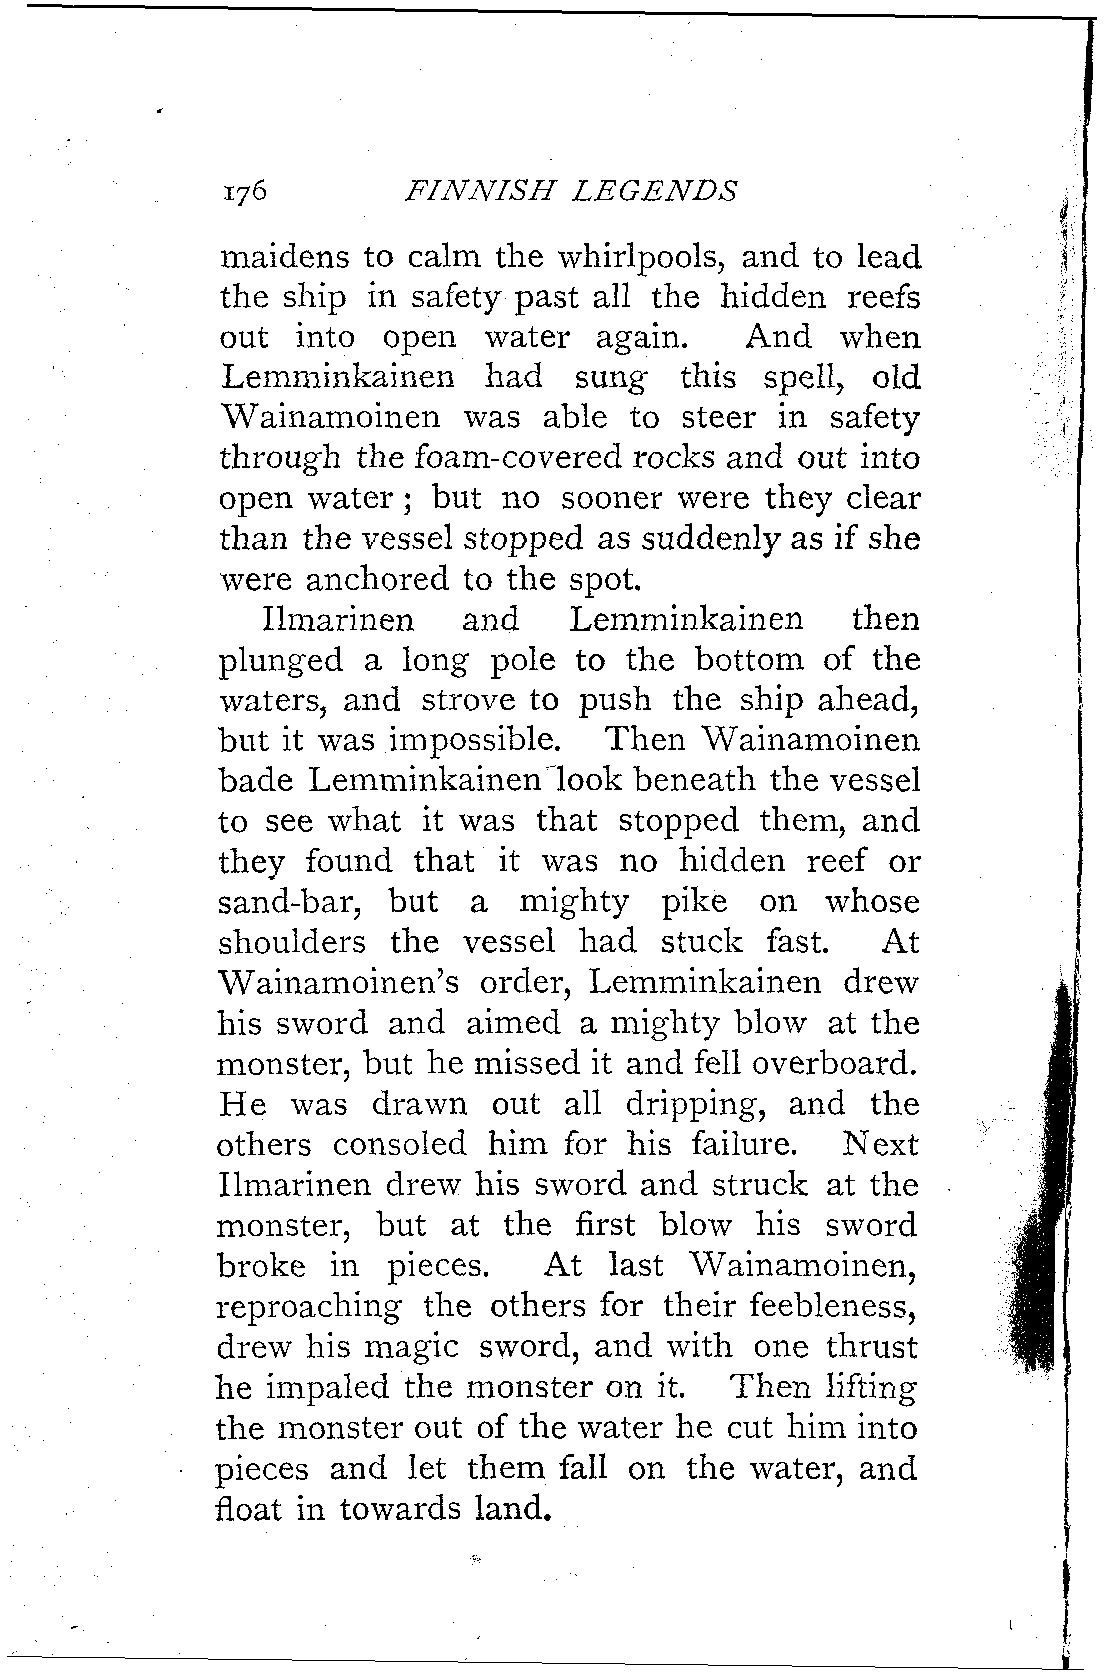 176 FINNISH LEGENDS
maidens to calm the whirlpools, and to lead
the ship in safety past all the hidden reefs
out into open water again. And when
Lemminkainen had sung this spell, old
Wainamoinen was able to steer in safety
through the foam-covered rocks and out into
open water ; but no sooner were they clear
than the vessel stopped as suddenly as if she
were anchored to the spot.
Ilmarinen and Lemminkainen then
plunged a long pole to the bottom of the
waters, and strove to push the ship ahead,
but it was impossible. Then Wainamoinen
bade Lemminkainen look beneath the vessel
to see what it was that stopped them, and
they found that it was no hidden reef or
sand-bar, but a mighty pike on whose
shoulders the vessel had stuck fast. At
Wainamoinen's order, Lemminkainen drew
his sword and aimed a mighty blow at the
monster, but he missed it and fell overboard.
He was drawn out all dripping, and the
others consoled him for his failure. Next
Ilmarinen drew his sword and struck at the
monster, but at the first blow his sword
broke in pieces. At last Wainamoinen,
reproaching the others for their feebleness,
drew his magic sword, and with one thrust
he impaled the monster on it. Then lifting
the monster out of the water he cut him into
pieces and let them fall on the water, and
float in towards land.